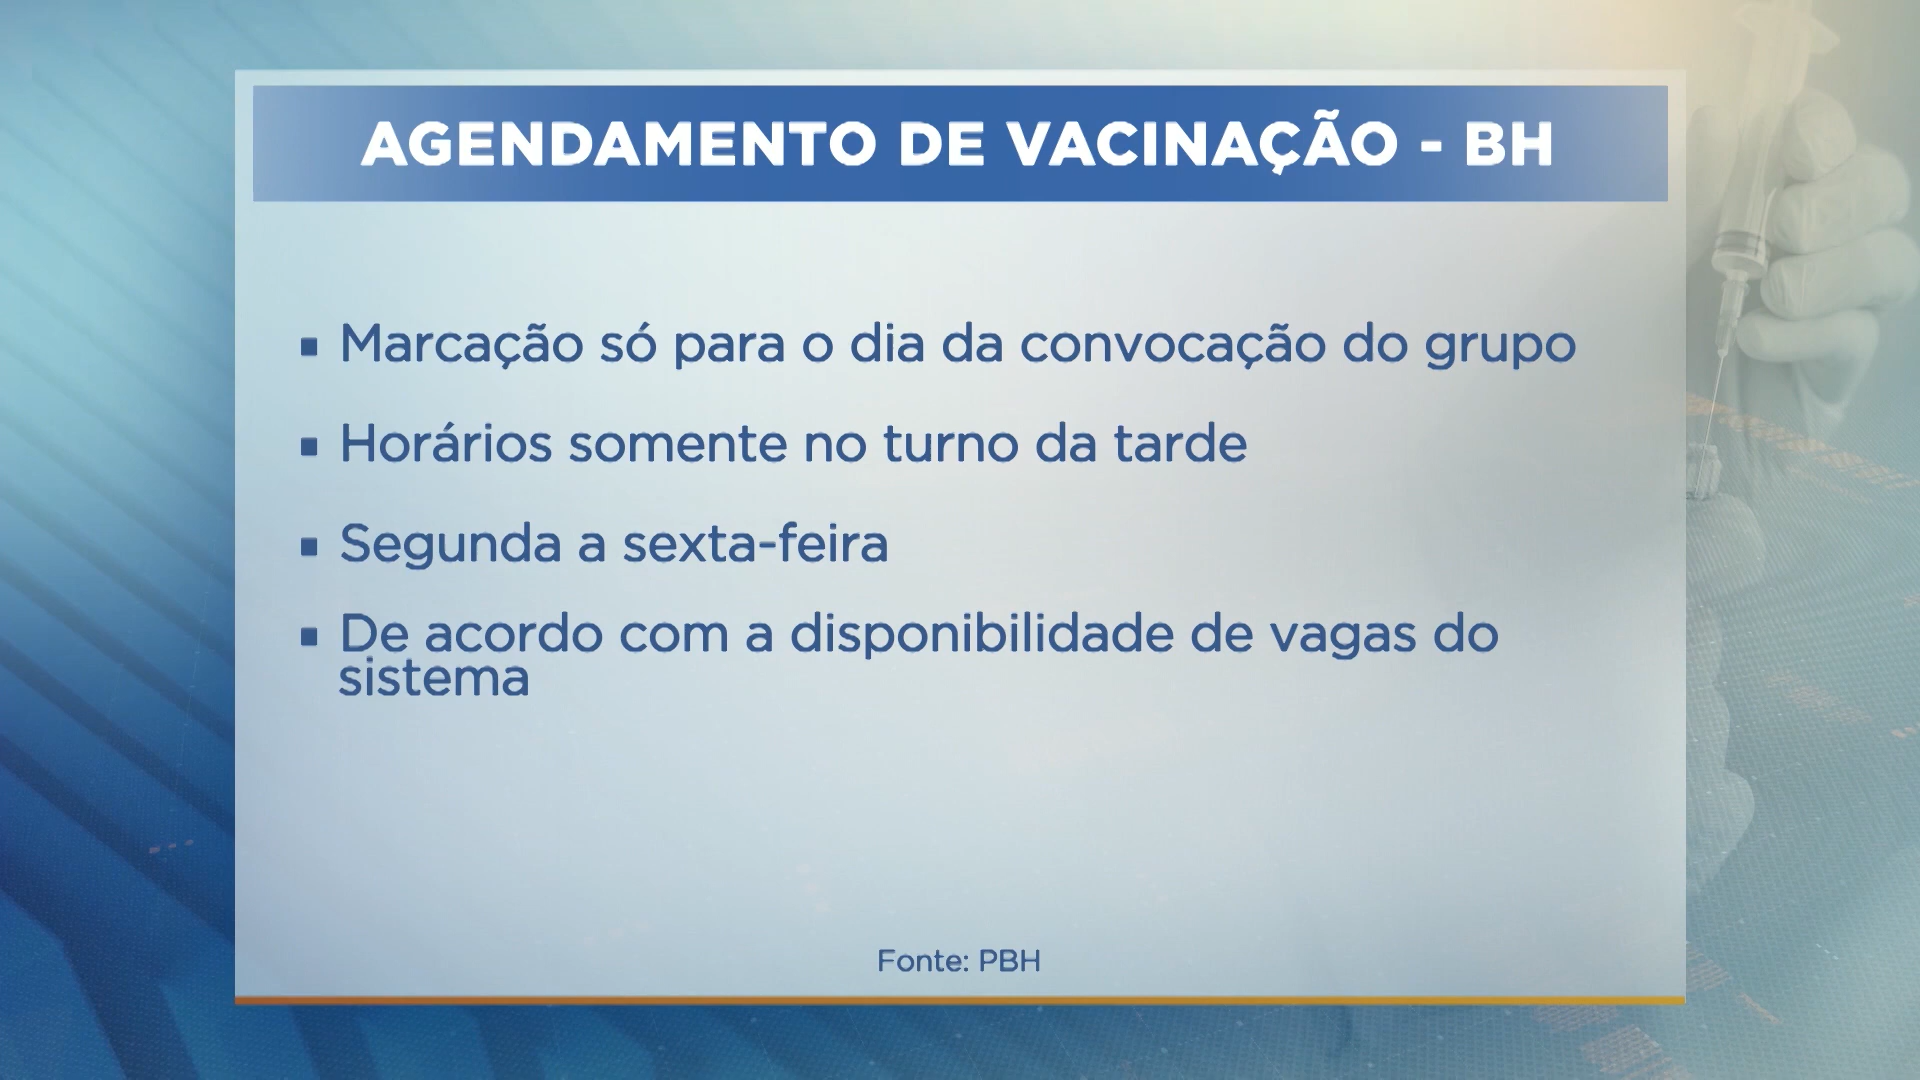 AGENDAMENTO DE VACINAÇÃO - BH
▪ Marcação só para o dia da convocação do grupo
▪ Horários somente no turno da tarde
▪ Segunda a sexta-feira
▪ De acordo com a disponibilidade de vagas do
sistema
Fonte: PBH